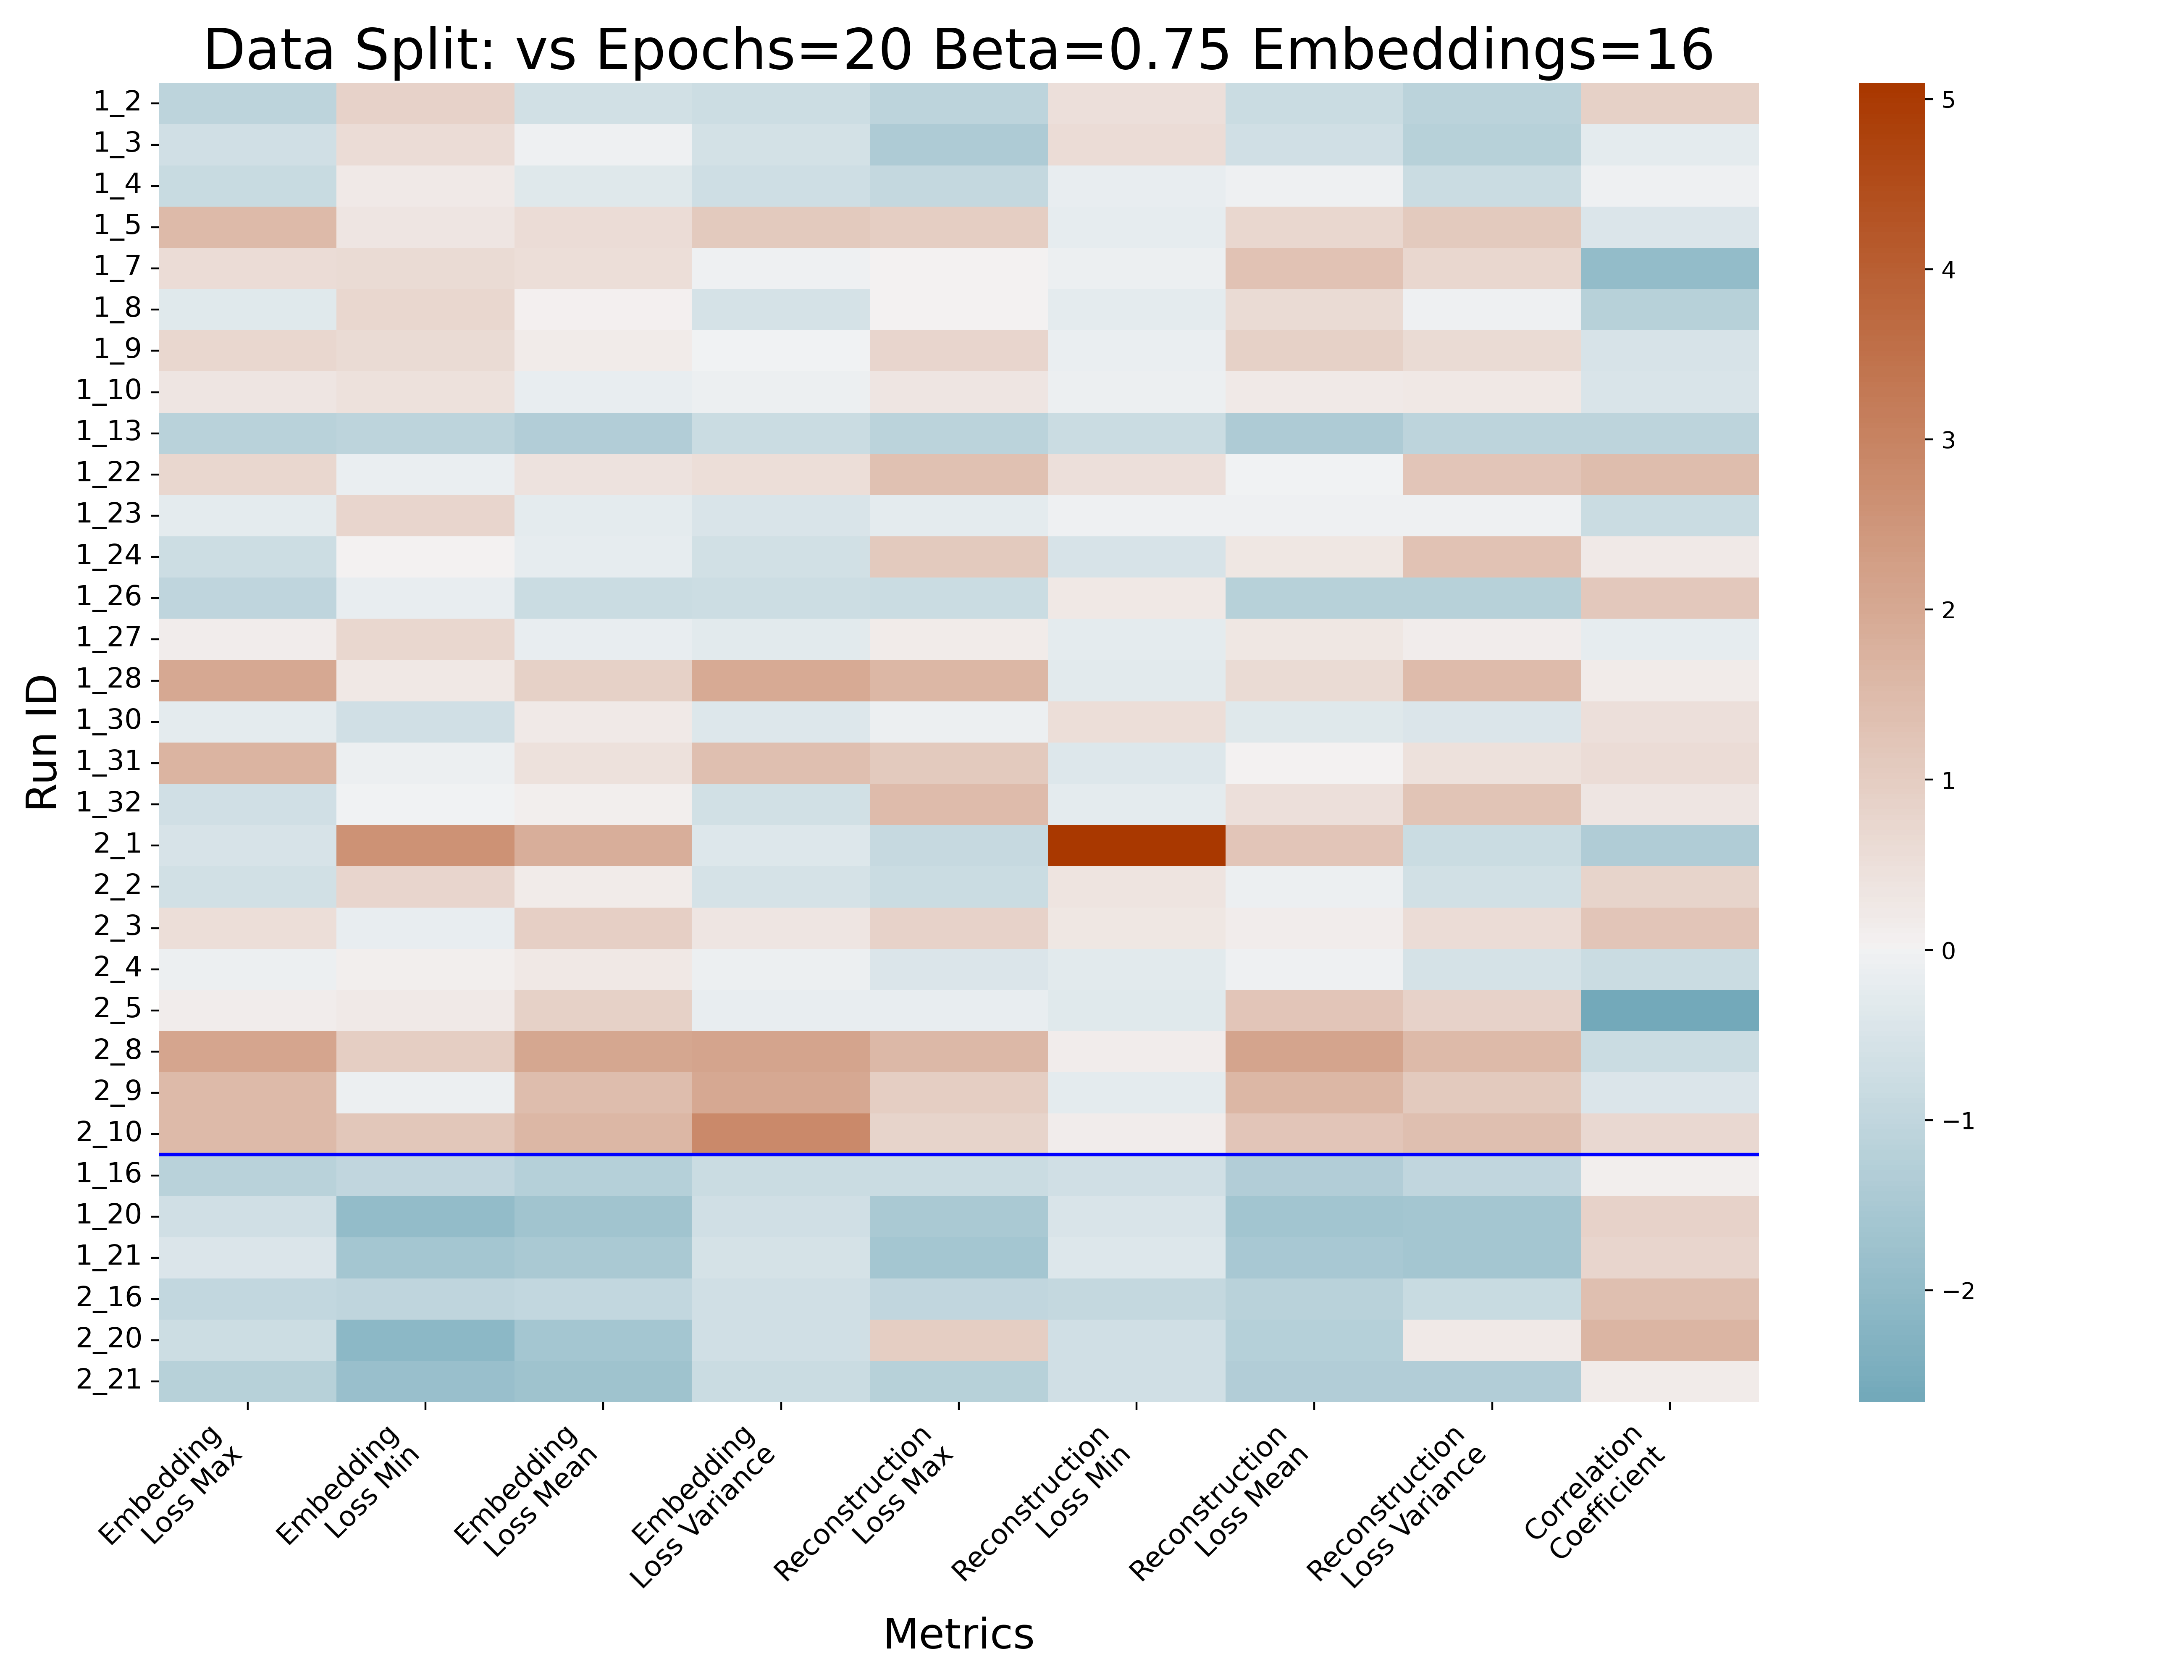 Data Split: vs Epochs=20 Beta=0.75 Embeddings=16
Run ID
1_2
1_3
1_4
1_5
1_7
1_8
1_9
1_10
1_13
1_22
1_23
1_24
1_26
1_27
1_28
1_30
1_31
1_32
2_1
2_2
2_3
2_4
2_5
2_8
2_9
2_10
1_16
1_20
1_21
2_16
2_20
2_21
Embedding
Loss Max
Embedding
Loss Min
Embedding
Loss Mean
Embedding
Loss Variance
Reconstruction
Loss Max
Reconstruction
Loss Min
Reconstruction
Loss Mean
Reconstruction
Loss Variance
Correlation
Coefficient
Metrics
5
4
3
2
1
0
−1
−2